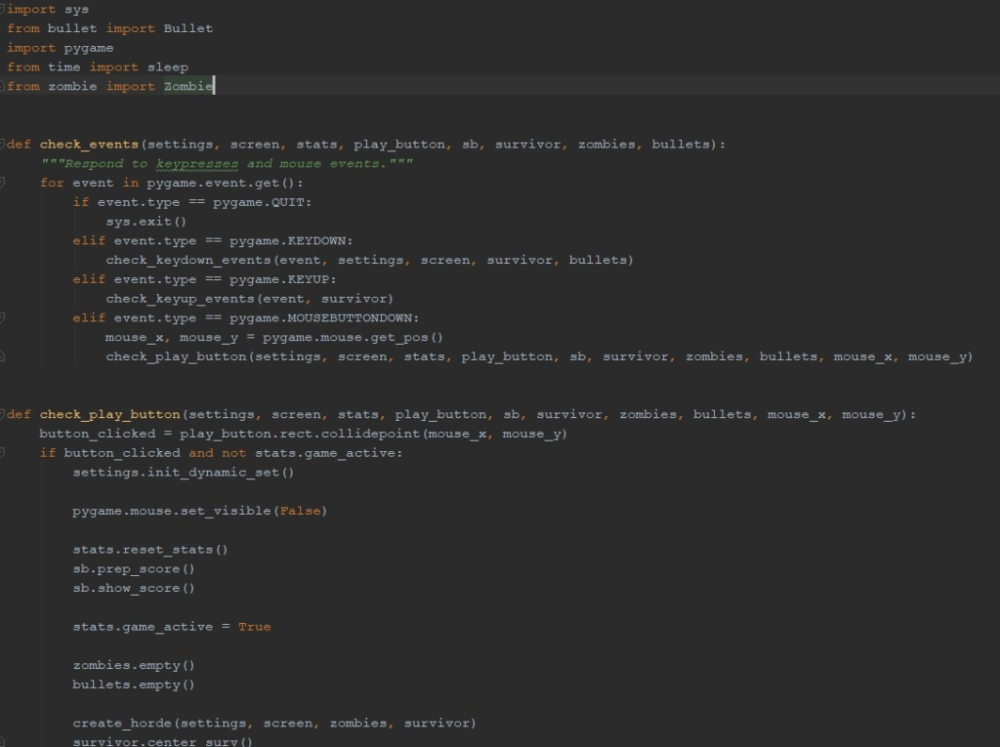 import sys
from bullet import Bullet
import pygame
from time import sleep
from zombie import Zombie
def check_events(settings, screen, stats, play_button, sb, survivor, zombies, bullets):
"""Respond to keypresses and mouse events."""
for event in pygame.event.get():
if event.type == pygame.QUIT:
sys.exit()
elif event.type == pygame.KEYDOWN:
check_keydown_events(event, settings, screen, survivor, bullets)
elif event.type == pygame.KEYUP:
check_keyup_events(event, survivor)
elif event.type == pygame.MOUSEBUTTONDOWN:
mouse_x, mouse_y = pygame.mouse.get_pos()
check_play_button(settings, screen, stats, play_button, sb, survivor, zombies, bullets, mouse_x, mouse_y)
def check_play_button(settings, screen, stats, play_button, sb, survivor, zombies, bullets, mouse_x, mouse_y):
button_clicked = play_button.rect.collidepoint(mouse_x, mouse_y)
if button_clicked and not stats.game_active:
settings.init_dynamic_set()
pygame.mouse.set_visible(False)
stats.reset_stats()
sb.prep_score()
sb.show_score()
stats.game_active = True
zombies.empty()
bullets.empty()
create_horde(settings, screen, zombies, survivor)
survivor.center_surv()